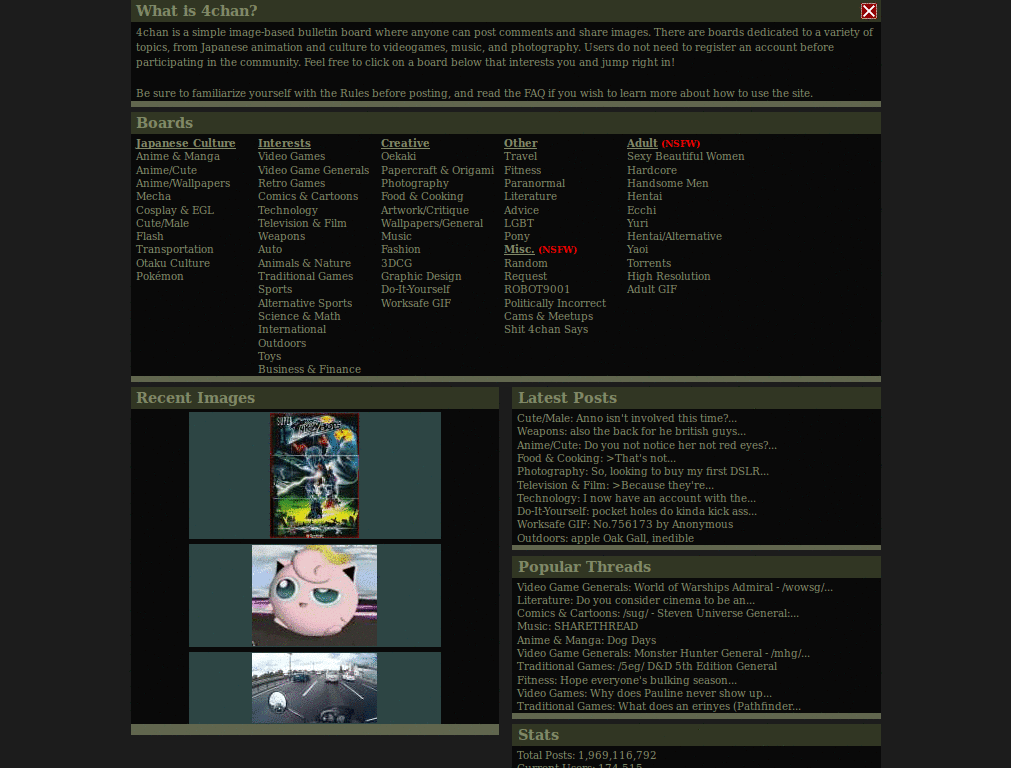 What is 4chan?
4chan is a simple image-based bulletin board where anyone can post comments and share images. There are boards dedicated to a variety of
topics, from Japanese animation and culture to videogames, music, and photography. Users do not need to register an account before
participating in the community. Feel free to click on a board below that interests you and jump right in!
Be sure to familiarize yourself with the Rules before posting, and read the FAQ if you wish to learn more about how to use the site.
Boards
Japanese Culture
Anime & Manga
Anime/Cute
Anime/Wallpapers
Mecha
Cosplay & EGL
Cute/Male
Flash
Transportation
Otaku Culture
Pokémon
Interests
Video Games
Video Game Generals
Retro Games
Comics & Cartoons
Technology
Television & Film
Weapons
Auto
Animals & Nature
Traditional Games
Sports
Alternative Sports
Science & Math
International
Outdoors
Toys
Business & Finance
Creative
Oekaki
Papercraft & Origami
Photography
Food & Cooking
Artwork/Critique
Wallpapers/General
Music
Fashion
3DCG
Graphic Design
Do-It-Yourself
Worksafe GIF
Other
Travel
Fitness
Paranormal
Literature
Advice
LGBT
Pony
Misc. (NSFW)
Random
Request
ROBOT9001
Politically Incorrect
Cams & Meetups
Shit 4chan Says
Adult (NSFW)
Sexy Beautiful Women
Hardcore
Handsome Men
Hentai
Ecchi
Yuri
Hentai/Alternative
Yaoi
Torrents
High Resolution
Adult GIF
Recent Images
SUPER
Latest Posts
Cute/Male: Anno isn't involved this time?...
Weapons: also the back for he british guys...
Anime/Cute: Do you not notice her not red eyes?...
Food & Cooking: >That's not...
Photography: So, looking to buy my first DSLR...
Television & Film: >Because they're...
Technology: I now have an account with the...
Do-It-Yourself: pocket holes do kinda kick ass...
Worksafe GIF: No.756173 by Anonymous
Outdoors: apple Oak Gall, inedible
Popular Threads
Video Game Generals: World of Warships Admiral - /wowsg/...
Literature: Do you consider cinema to be an...
Comics & Cartoons: /sug/ - Steven Universe General:...
Music: SHARETHREAD
Anime & Manga: Dog Days
Video Game Generals: Monster Hunter General - /mhg/...
Traditional Games: /5eg/ D&D 5th Edition General
Fitness: Hope everyone's bulking season...
Video Games: Why does Pauline never show up...
Traditional Games: What does an erinyes (Pathfinder...
Stats
Total Posts: 1,969,116,792
Current Users: 174,515